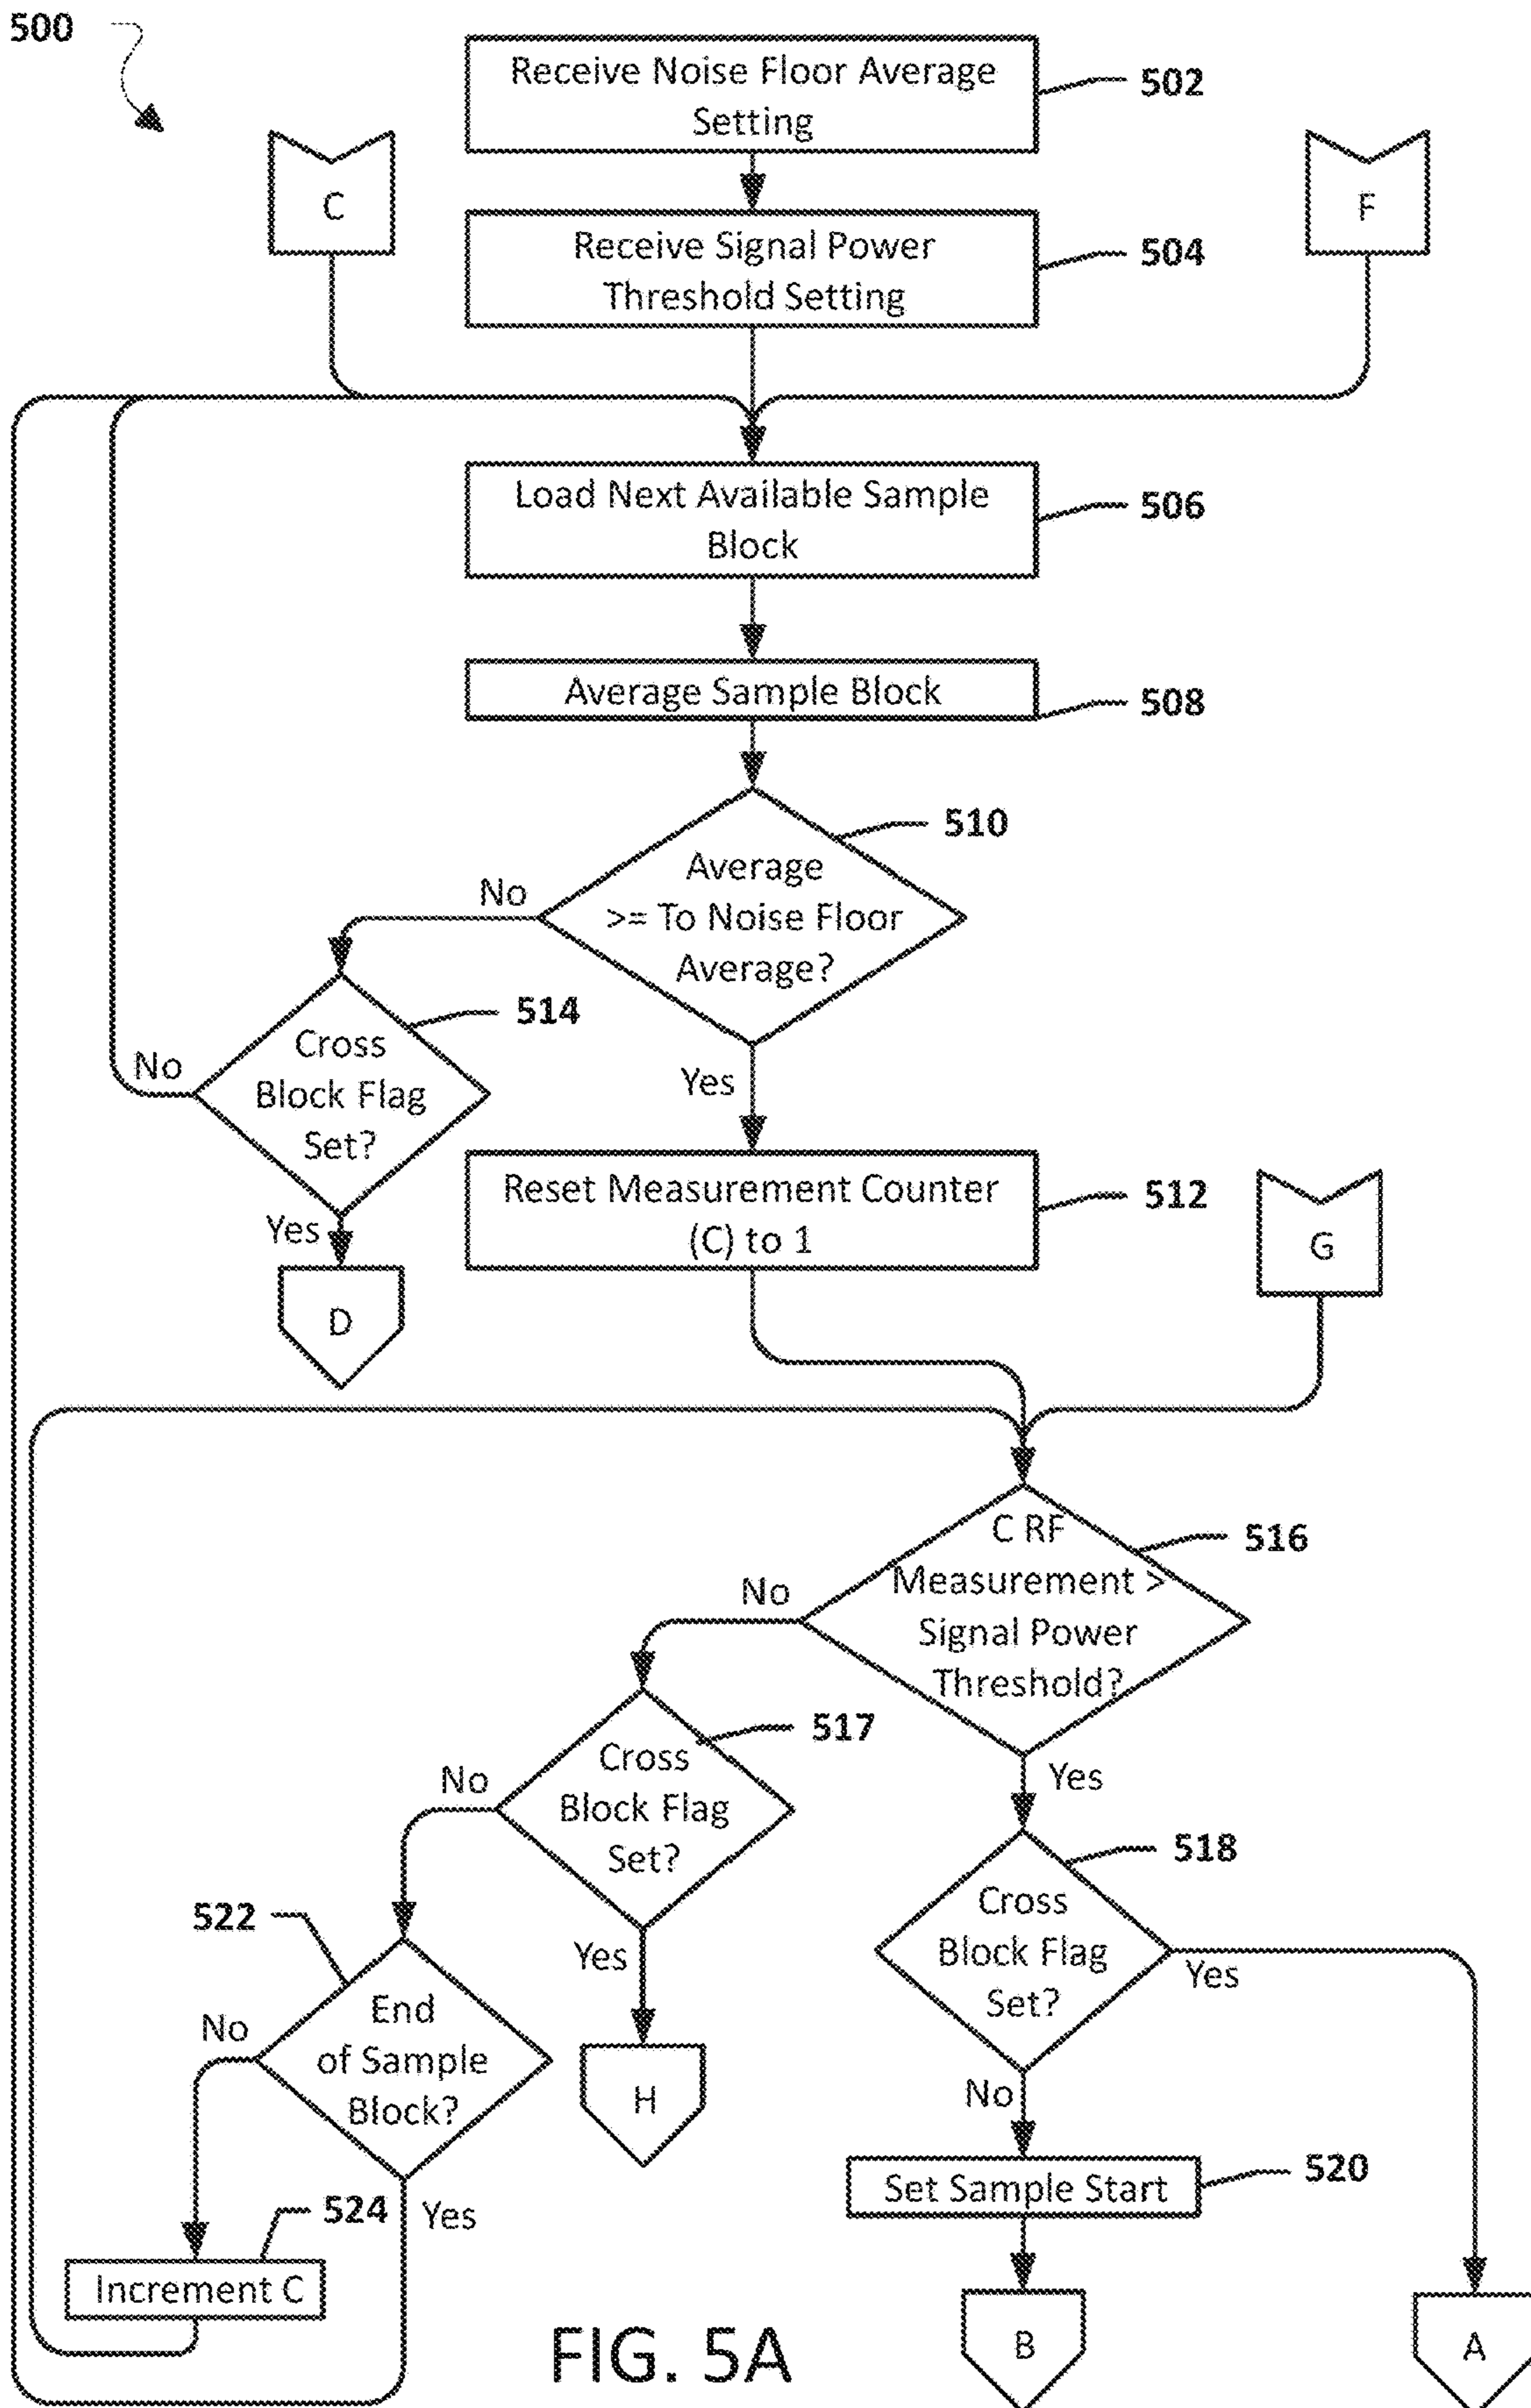 500
Receive Noise Floor Average
Setting
502
C
F
Receive Signal Power
Threshold Setting
504
Load Next Available Sample
Block
506
Average Sample Block
508
510
Average
>= To Noise Floor
Average?
No
514
Cross
Block Flag
Set?
No
Yes
Yes
D
Reset Measurement Counter
(C) to 1
512
G
C RF
Measurement >
Signal Power
Threshold?
516
No
Yes
517
Cross
Block Flag
Set?
No
Yes
518
Cross
Block Flag
Set?
Yes
No
522
End
of Sample
Block?
No
Yes
H
Set Sample Start
520
524
Increment C
B
A
FIG. 5A